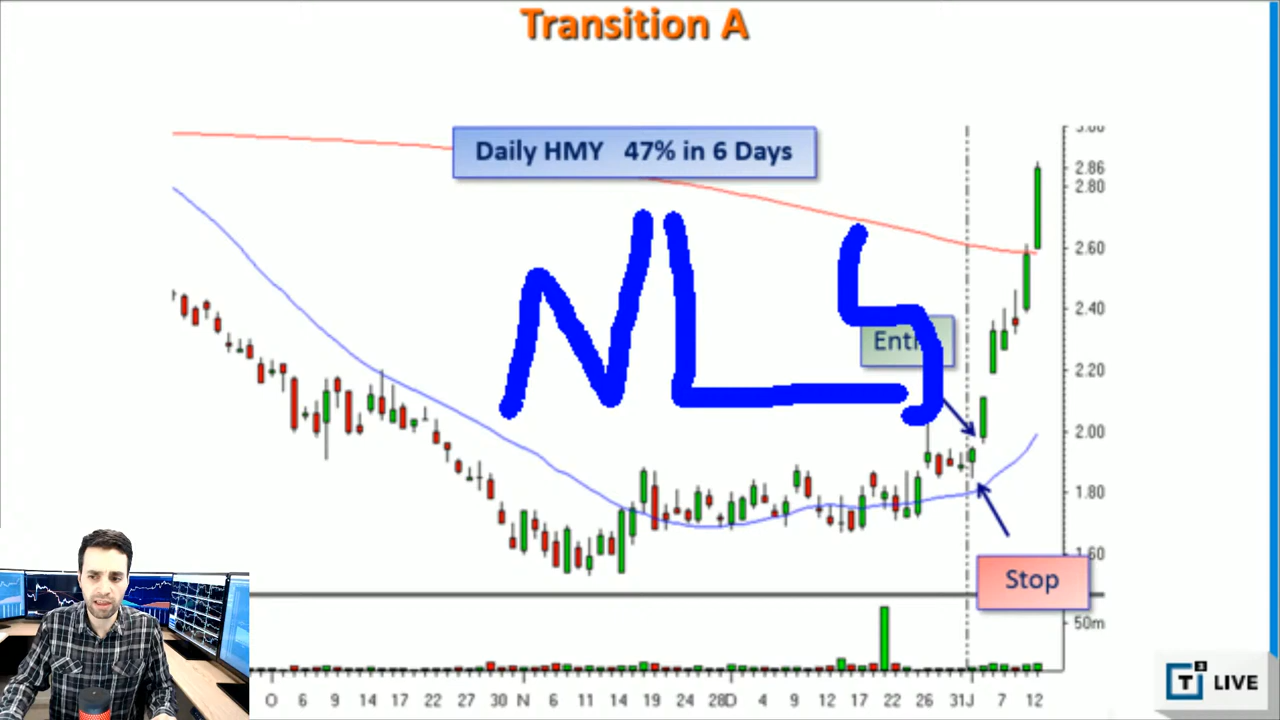 Transition A
Daily HMY 47% in 6 Days
NLS
3.00
2.86
2.80
2.60
2.40
2.20
2.00
1.80
1.60
50m
Stop
O 6 9 14 17 22 27 30 N 6 11 14 19 24 28D 4 9 12 17 22 26 31J 7 12
T3 LIVE